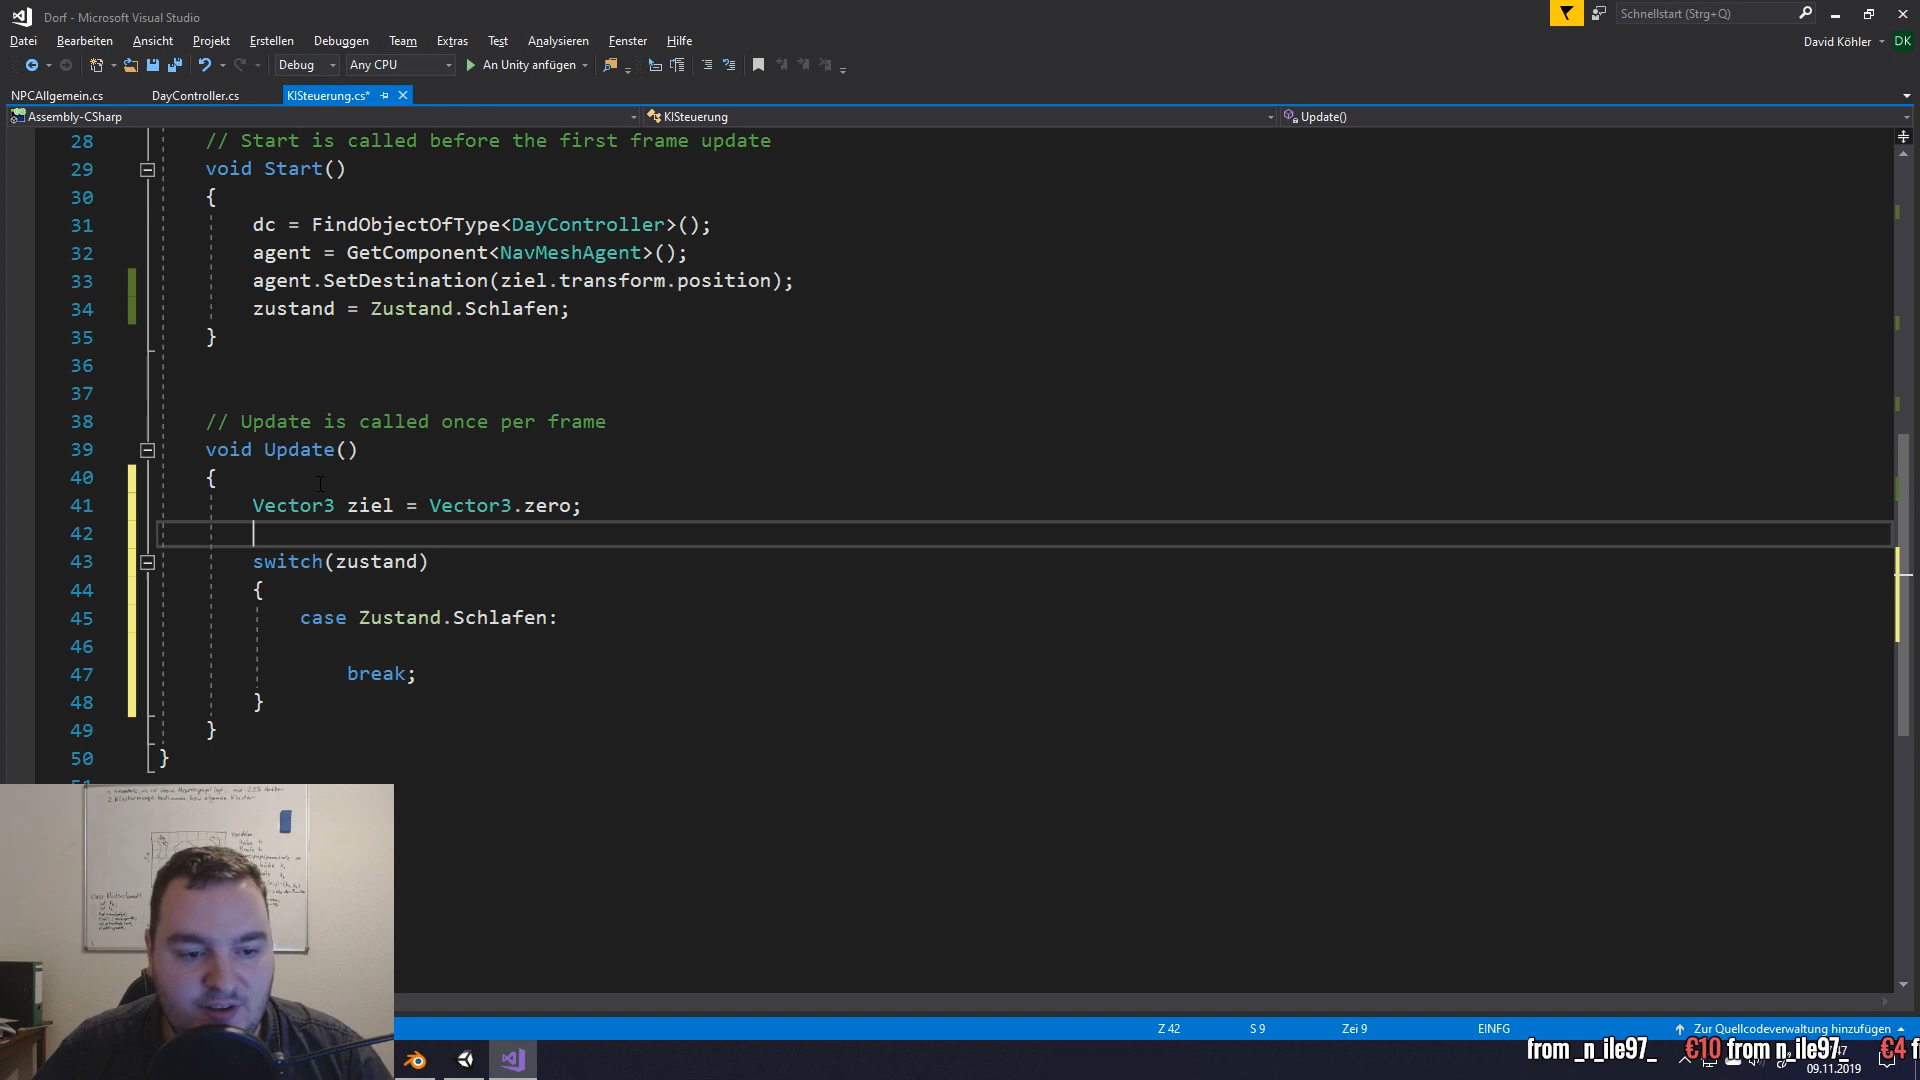 Dorf - Microsoft Visual Studio
Schnellstart (Strg+Q)
Datei Bearbeiten Ansicht Projekt Erstellen Debuggen Team Extras Test Analysieren Fenster Hilfe
David Köhler DK
Debug Any CPU An Unity anfügen
NPCAllgemein.cs DayController.cs KISteuerung.cs*
Assembly-CSharp KISteuerung Update()
28 // Start is called before the first frame update
29 void Start()
30 {
31 dc = FindObjectOfType<DayController>();
32 agent = GetComponent<NavMeshAgent>();
33 agent.SetDestination(ziel.transform.position);
34 zustand = Zustand.Schlafen;
35 }
36
37
38 // Update is called once per frame
39 void Update()
40 {
41 Vector3 ziel = Vector3.zero;
42
43 switch(zustand)
44 {
45 case Zustand.Schlafen:
46
47 break;
48 }
49 }
50 }
Z 42 S 9 Zei 9 EINFG Zur Quellcodeverwaltung hinzufügen
from _n_ile97_ €10 from n_ile97_ €4 f
09.11.2019